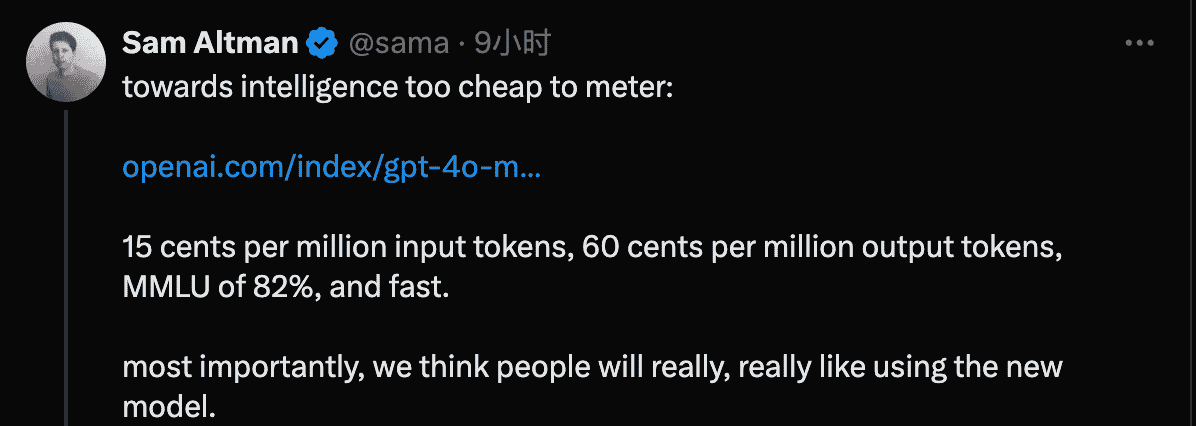 Sam Altman @sama · 9小时
towards intelligence too cheap to meter:
openai.com/index/gpt-4o-m...
15 cents per million input tokens, 60 cents per million output tokens,
MMLU of 82%, and fast.
most importantly, we think people will really, really like using the new
model.